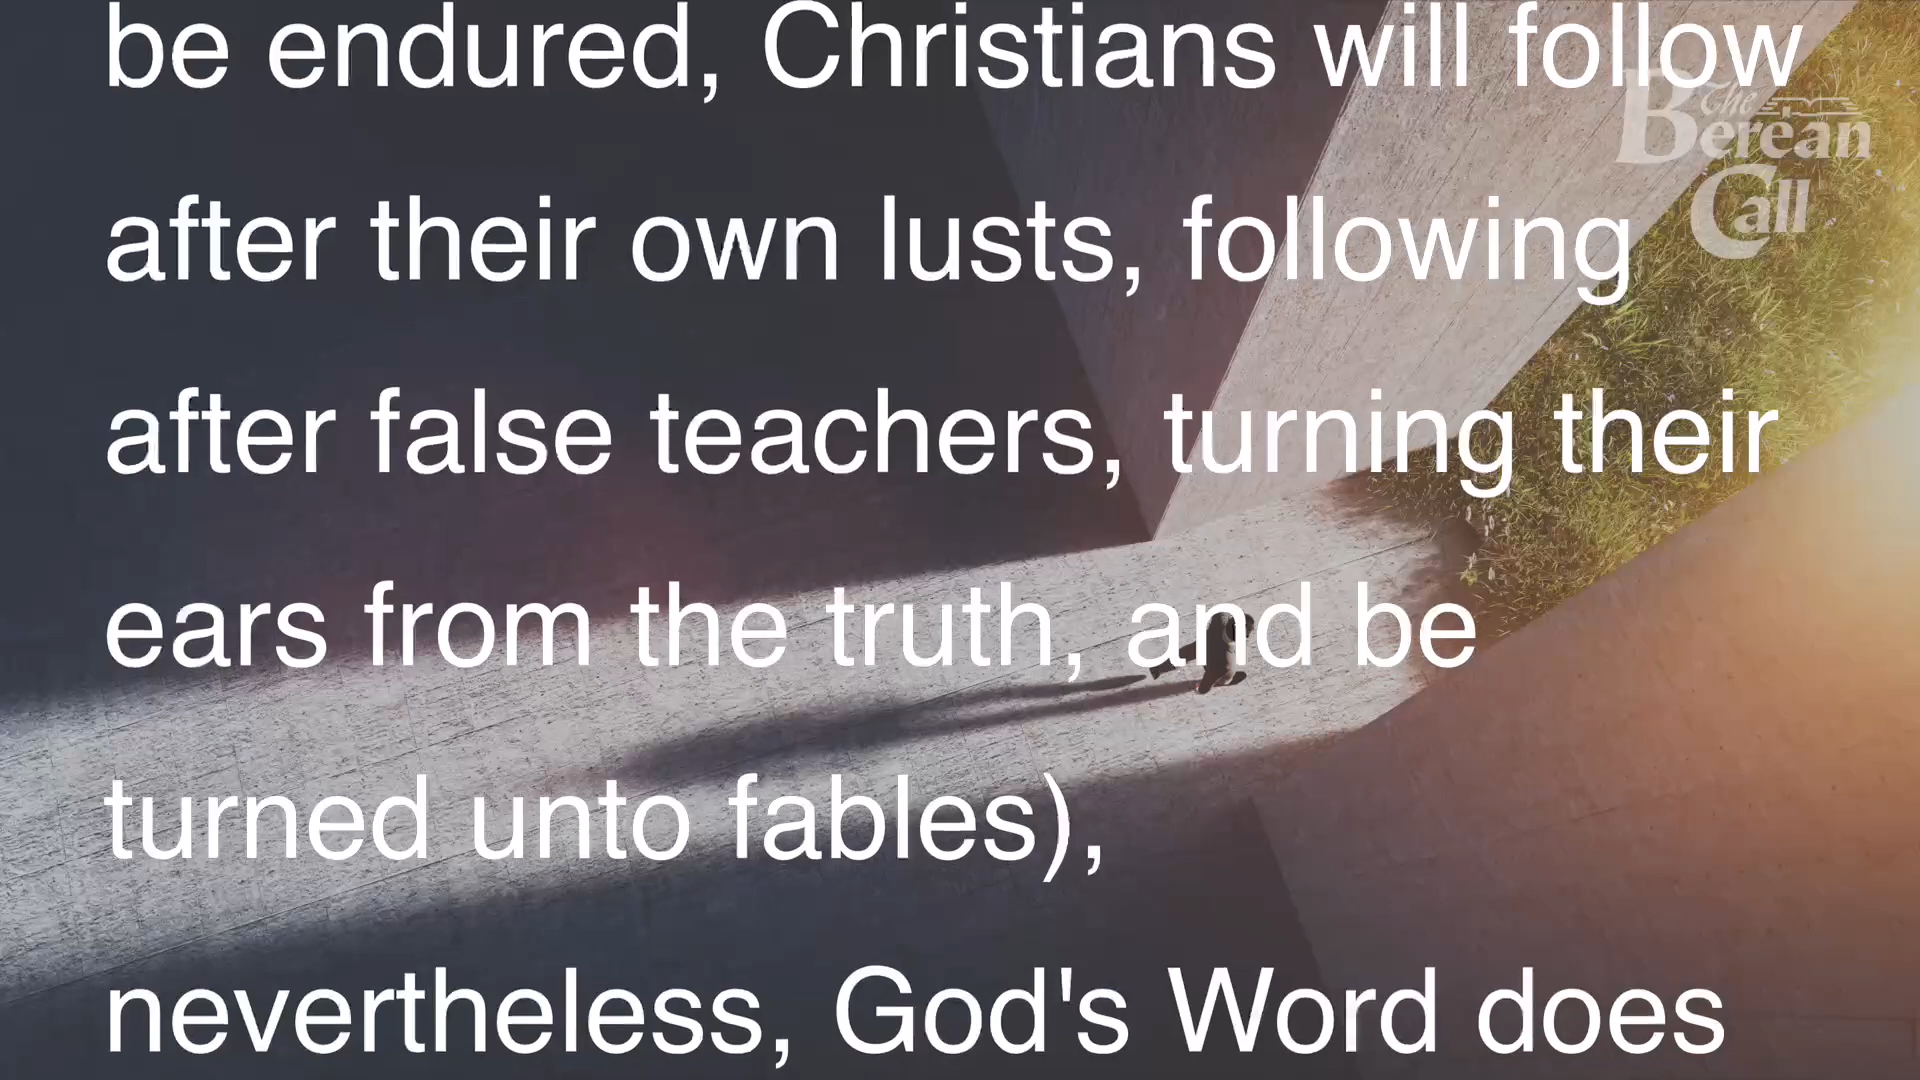 be endured, Christians will follow
The
Berean
Call
after their own lusts, following
after false teachers, turning their
ears from the truth, and be
turned unto fables),
nevertheless, God's Word does